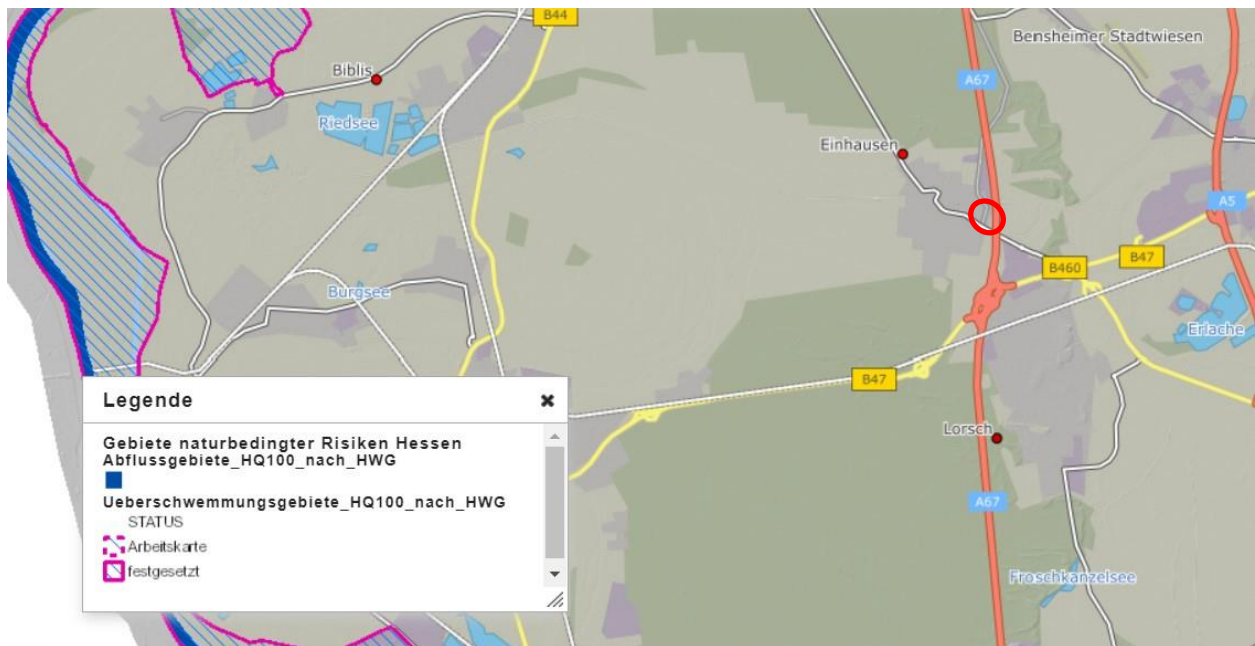 B44
Bensheimer Stadtwiesen
Biblis
A67
Riedsee
Einhausen
A5
B47
B460
Burgsee
Erlache
B47
Legende
Gebiete naturbedingter Risiken Hessen
Abflussgebiete_HQ100_nach_HWG
Ueberschwemmungsgebiete_HQ100_nach_HWG
STATUS
Arbeitskarte
festgesetzt
Lorsch
A67
Froschkanzelsee